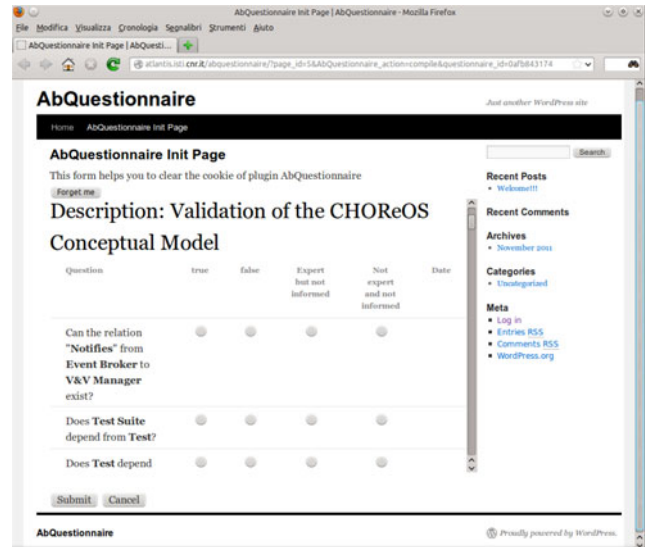 AbQuestionnaire Init Page | AbQuestionnaire - Mozilla Firefox
File Modifica Visualizza Cronologia Segnalibri Strumenti Aiuto
AbQuestionnaire Init Page | AbQuesti...
atlantis.isti.cnr.it/abquestionnaire/?page_id=5&AbQuestionnaire_action=compile&questionnaire_id=0afb843174
AbQuestionnaire
Just another WordPress site
Home AbQuestionnaire Init Page
AbQuestionnaire Init Page
This form helps you to clear the cookie of plugin AbQuestionnaire
Forget me
Description: Validation of the CHOReOS
Conceptual Model
Question true false Expert Not Date
but not expert
informed and not
informed
Can the relation
"Notifies" from
Event Broker to
V&V Manager
exist?
Does Test Suite
depend from Test?
Does Test depend
Submit Cancel
Search
Recent Posts
Welcome!!!
Recent Comments
Archives
November 2011
Categories
Uncategorized
Meta
Log in
Entries RSS
Comments RSS
WordPress.org
AbQuestionnaire
Proudly powered by WordPress.